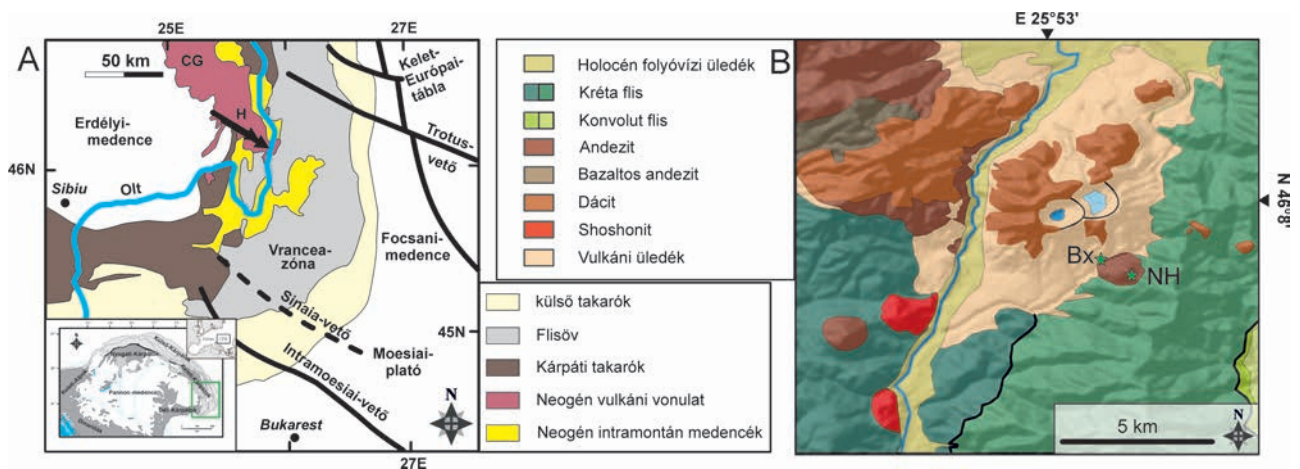 A
25E
27E
50 km
CG
H
Kelet-
Európai-
tábla
Erdélyi-
medence
Trotus-
vető
46N
Sibiu
Olt
Focsani-
medence
Vrancea-
zóna
Sinaia-vető
45N
Moesiai-
plató
Intramoesiai-vető
Bukarest
N
27E
Pannon-medence
Holocén folyóvízi üledék
Kréta flis
Konvolut flis
Andezit
Bazaltos andezit
Dácit
Shoshonit
Vulkáni üledék
külső takarók
Flisöv
Kárpáti takarók
Neogén vulkáni vonulat
Neogén intramontán medencék
B
E 25°53'
N 46°8'
Bx
NH
5 km
N